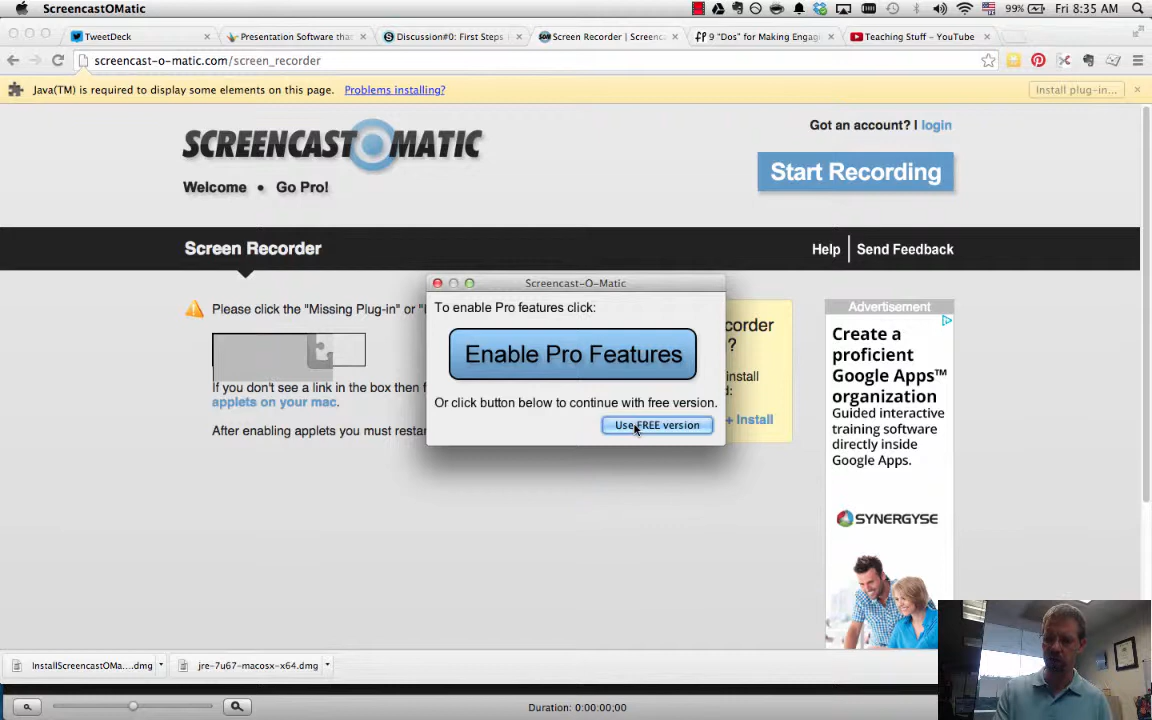 ScreencastOMatic
99%
Fri 8:35 AM
TweetDeck
Presentation Software tha
Discussion#0: First Steps
Screen Recorder | Screenc
9 "Dos" for Making Engag
Teaching Stuff – YouTube
screencast-o-matic.com/screen_recorder
Java(TM) is required to display some elements on this page. Problems installing? Install plug-in...
SCREENCAST MATIC
Got an account? | login
Start Recording
Welcome • Go Pro!
Screen Recorder
Help
Send Feedback
Screencast-O-Matic
To enable Pro features click:
Enable Pro Features
Or click button below to continue with free version.
Use FREE version
Please click the "Missing Plug-in" or "
If you don't see a link in the box then f
applets on your mac.
After enabling applets you must restar
corder
?
install
d:
+ Install
Advertisement
Create a
proficient
Google Apps™
organization
Guided interactive
training software
directly inside
Google Apps.
SYNERGYSE
InstallScreencastOMa....dmg
jre-7u67-macosx-x64.dmg
Duration: 0:00:00;00